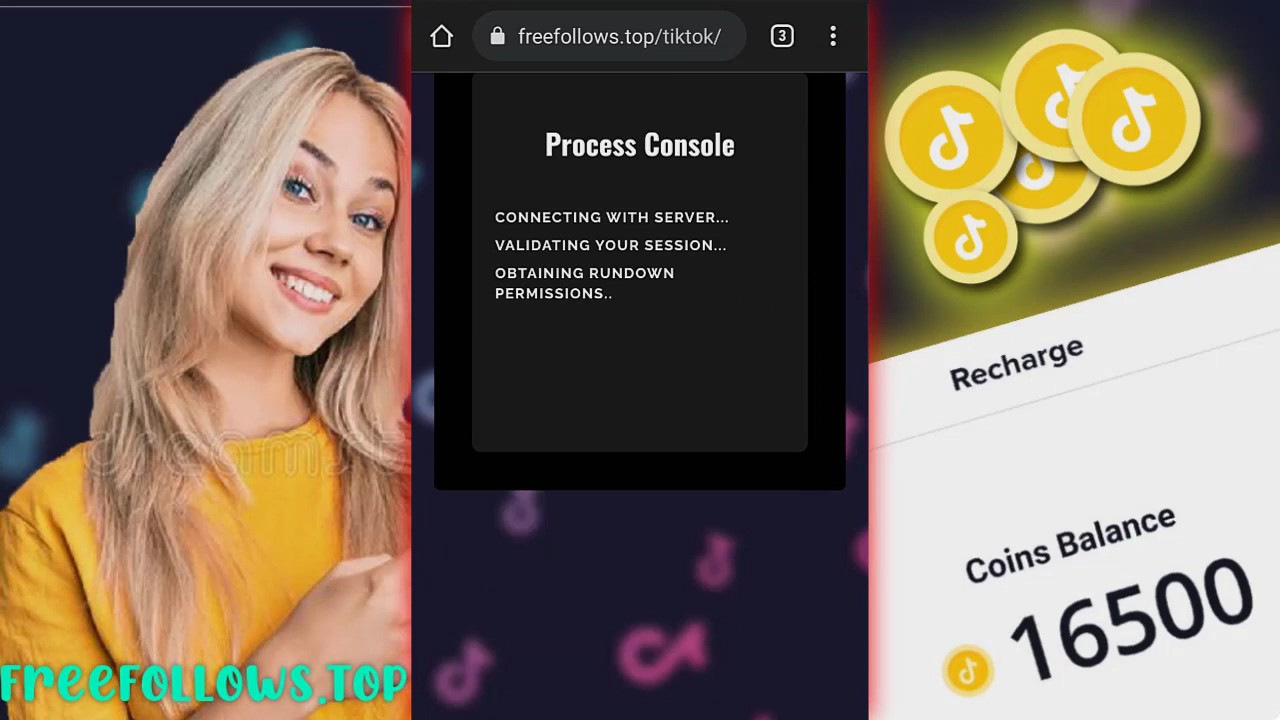 freefollows.top/tiktok/
3
Process Console
CONNECTING WITH SERVER...
VALIDATING YOUR SESSION...
OBTAINING RUNDOWN
PERMISSIONS..
FREEFOLLOWS.TOP
Recharge
Coins Balance
16500